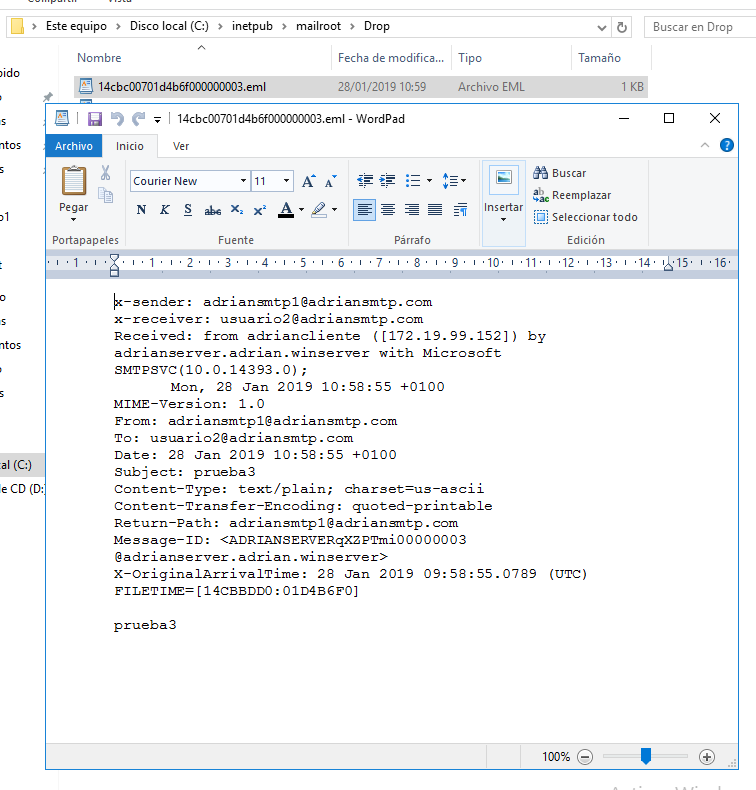 Compartir Vista
Este equipo > Disco local (C:) > inetpub > mailroot > Drop
Buscar en Drop
Nombre Fecha de modifica... Tipo Tamaño
14cbc00701d4b6f000000003.eml 28/01/2019 10:59 Archivo EML 1 KB
14cbc00701d4b6f000000003.eml - WordPad
Archivo Inicio Ver
Pegar
Courier New 11
N K S abc X₂ X²
A
Insertar
Buscar
Reemplazar
Seleccionar todo
Portapapeles Fuente Párrafo Edición
1 1 2 3 4 5 6 7 8 9 10 11 12 13 14 15 16
x-sender: adriansmtp1@adriansmtp.com
x-receiver: usuario2@adriansmtp.com
Received: from adriancliente ([172.19.99.152]) by
adrianserver.adrian.winserver with Microsoft
SMTPSVC(10.0.14393.0);
Mon, 28 Jan 2019 10:58:55 +0100
MIME-Version: 1.0
From: adriansmtp1@adriansmtp.com
To: usuario2@adriansmtp.com
Date: 28 Jan 2019 10:58:55 +0100
Subject: prueba3
Content-Type: text/plain; charset=us-ascii
Content-Transfer-Encoding: quoted-printable
Return-Path: adriansmtp1@adriansmtp.com
Message-ID: <ADRIANSERVERqXZPTmi00000003
@adrianserver.adrian.winserver>
X-OriginalArrivalTime: 28 Jan 2019 09:58:55.0789 (UTC)
FILETIME=[14CBBDD0:01D4B6F0]
prueba3
100%